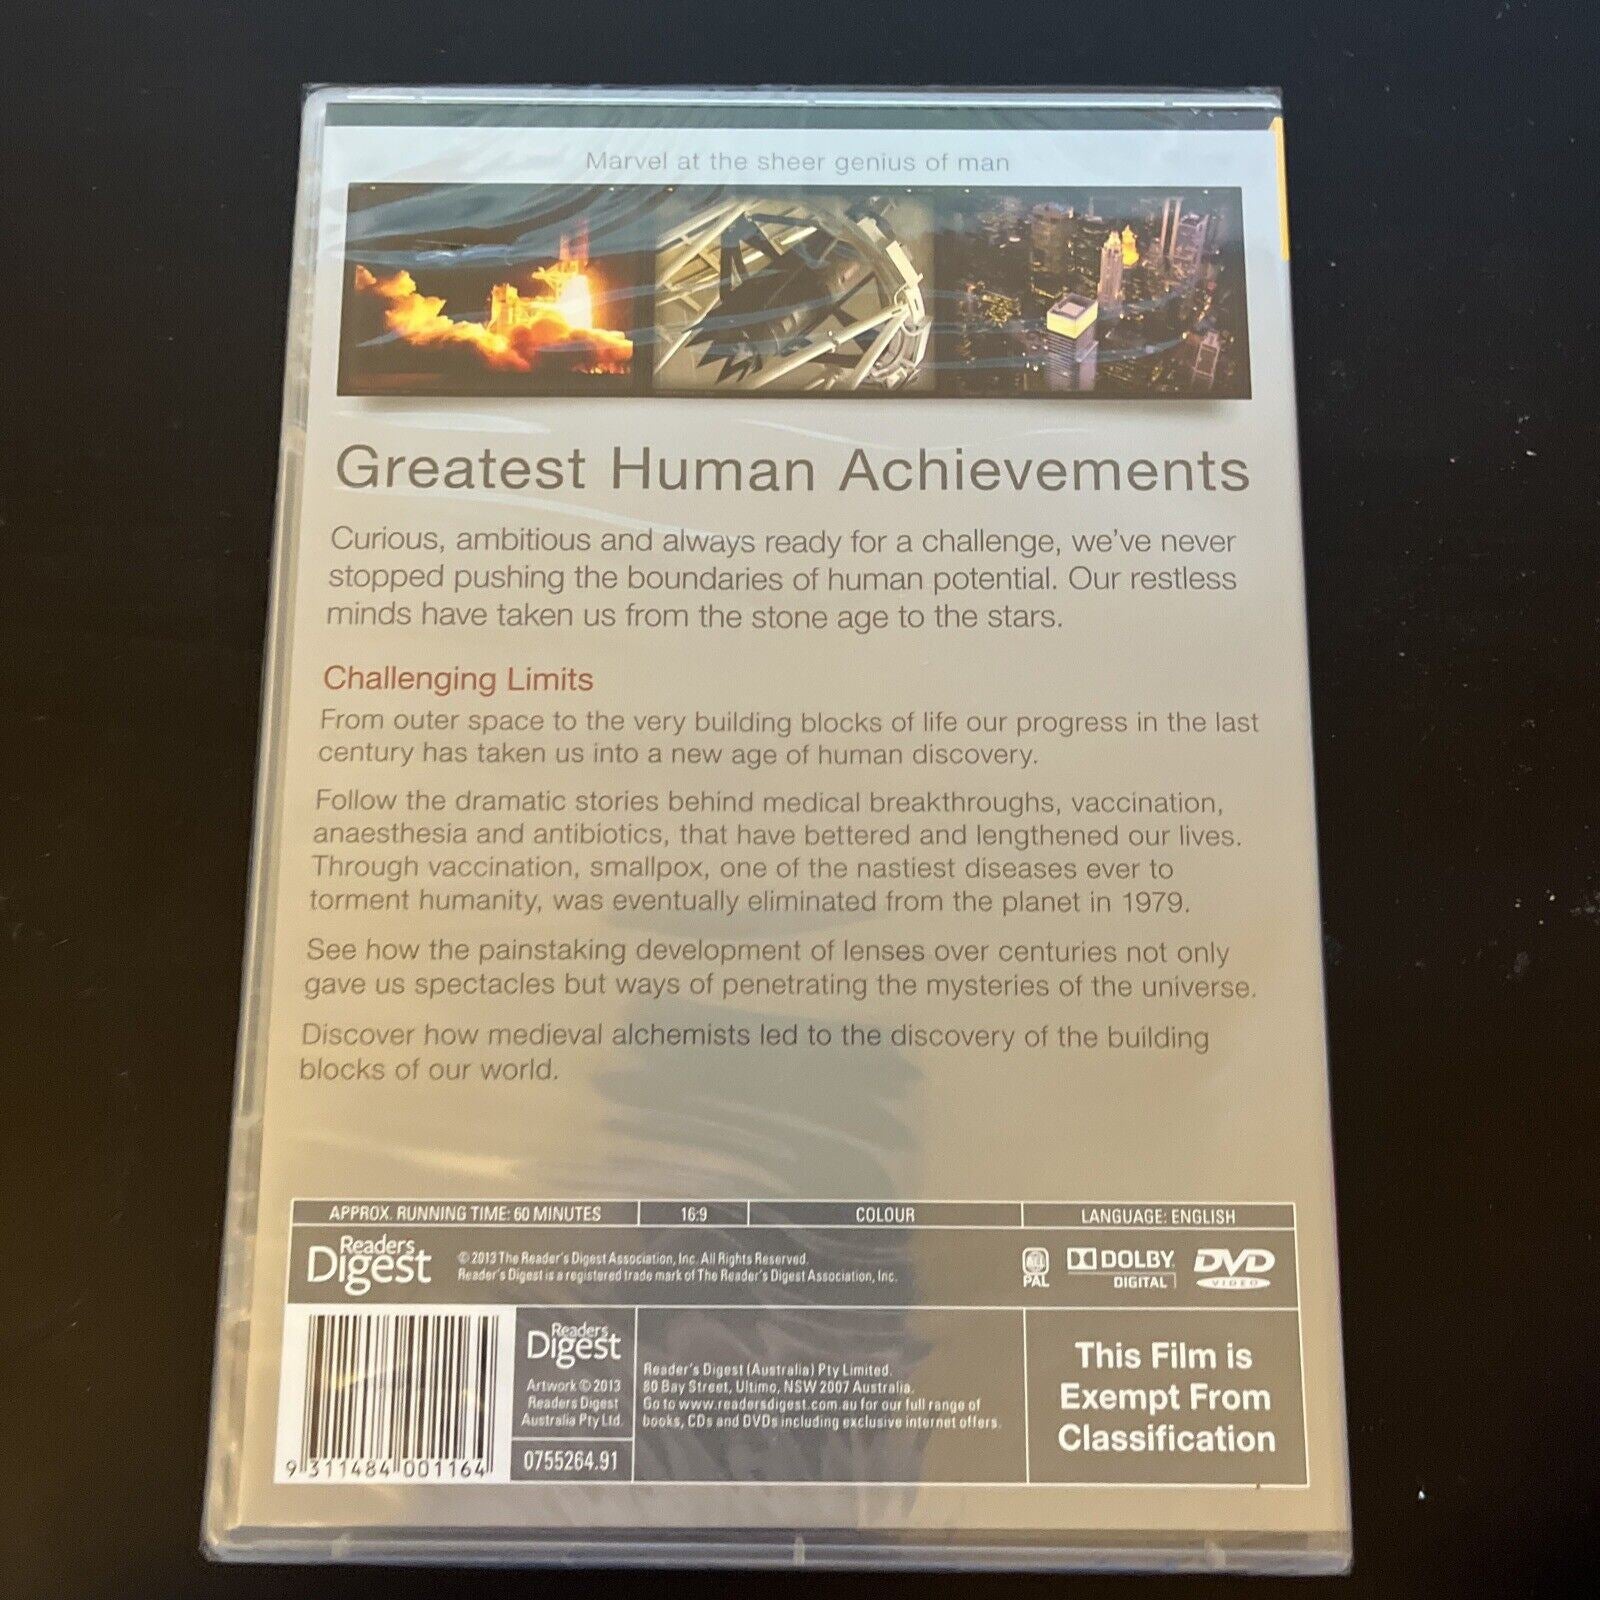 Marvel at the sheer genius of man
Greatest Human Achievements
Curious, ambitious and always ready for a challenge, we've never
stopped pushing the boundaries of human potential. Our restless
minds have taken us from the stone age to the stars.
Challenging Limits
From outer space to the very building blocks of life our progress in the last
century has taken us into a new age of human discovery.
Follow the dramatic stories behind medical breakthroughs, vaccination,
anaesthesia and antibiotics, that have bettered and lengthened our lives.
Through vaccination, smallpox, one of the nastiest diseases ever to
torment humanity, was eventually eliminated from the planet in 1979.
See how the painstaking development of lenses over centuries not only
gave us spectacles but ways of penetrating the mysteries of the universe.
Discover how medieval alchemists led to the discovery of the building
blocks of our world.
APPROX. RUNNING TIME: 60 MINUTES 16:9 COLOUR LANGUAGE: ENGLISH
Readers
Digest
© 2013 The Reader's Digest Association, Inc. All Rights Reserved.
Reader's Digest is a registered trade mark of The Reader's Digest Association, Inc.
ALL
PAL
DOLBY
DIGITAL
DVD
VIDEO
9 311484 001164
Readers
Digest
Artwork © 2013
Readers Digest
Australia Pty Ltd.
0755264.91
Reader's Digest (Australia) Pty Limited.
80 Bay Street, Ultimo, NSW 2007 Australia.
Go to www.readersdigest.com.au for our full range of
books, CDs and DVDs including exclusive internet offers.
This Film is
Exempt From
Classification